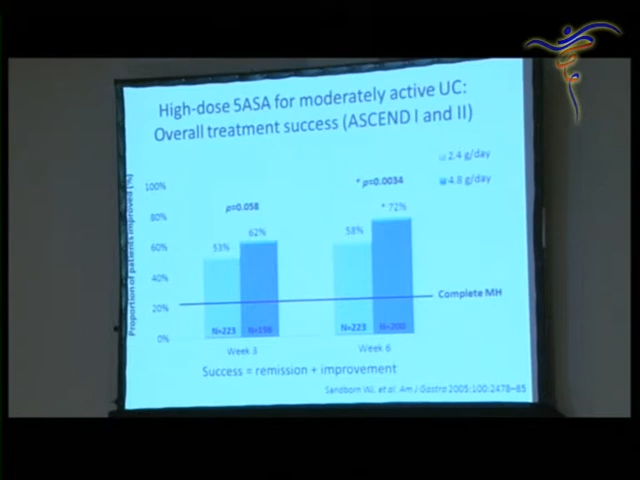 High-dose 5ASA for moderately active UC:
Overall treatment success (ASCEND I and II)
2.4 g/day
4.8 g/day
Proportion of patients improved (%)
100%
80%
60%
40%
20%
0%
p=0.058
* p=0.0034
53%
62%
58%
* 72%
Complete MH
N=223
N=223
N=200
Week 3
Week 6
Success = remission + improvement
Sandborn WJ, et al. Am J Gastro 2005:100:2478–85